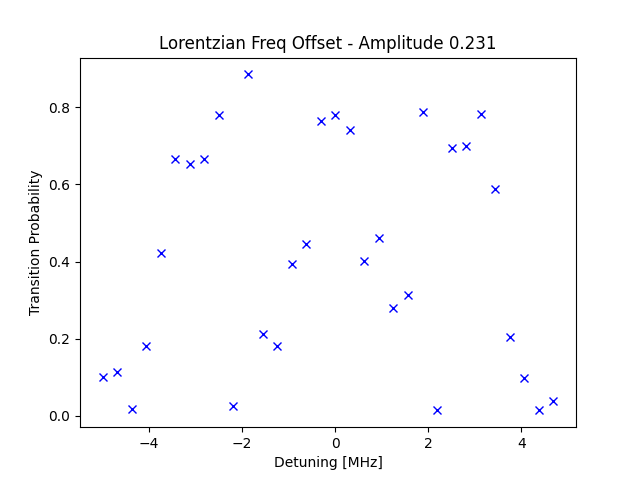 Lorentzian Freq Offset - Amplitude 0.231
0.8
0.6
0.4
0.2
0.0
Transition Probability
−4 −2 0 2 4
Detuning [MHz]